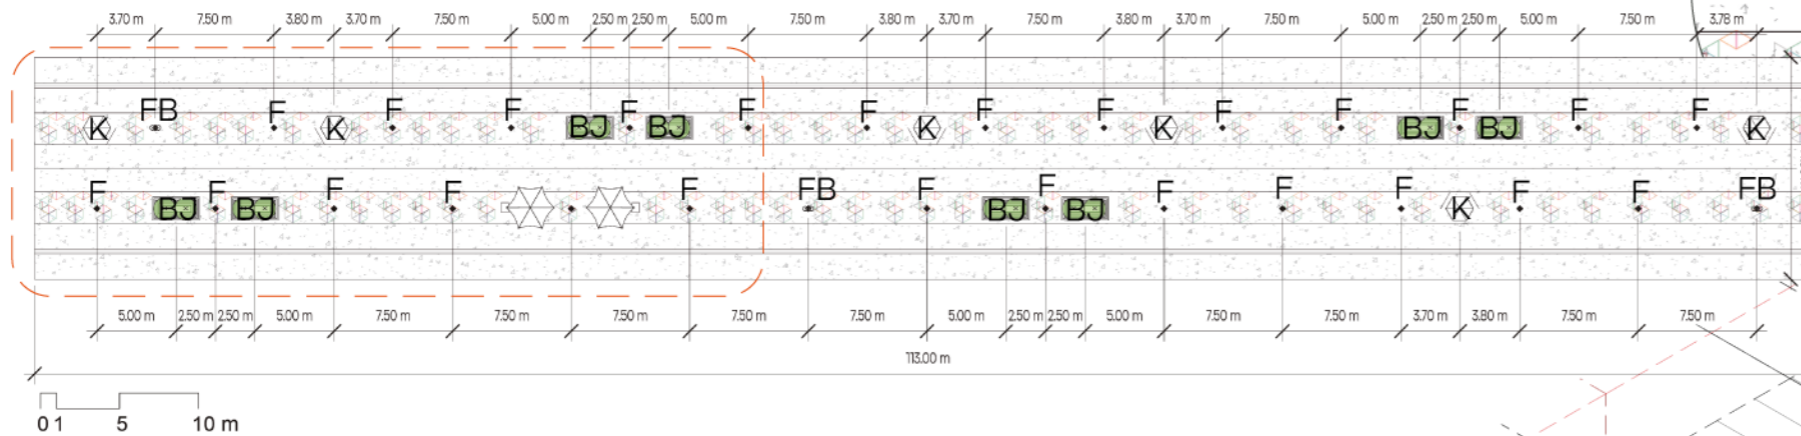 3.70 m 7.50 m 3.80 m 3.70 m 7.50 m 5.00 m 2.50 m 2.50 m 5.00 m 7.50 m 3.80 m 3.70 m 7.50 m 3.80 m 3.70 m 7.50 m 5.00 m 2.50 m 2.50 m 5.00 m 7.50 m 3.78 m
K FB F K F F BJ F BJ F F K F F K F F BJ F BJ F F K
F BJ F BJ F F F FB F BJ F BJ F F F K F F FB
5.00 m 2.50 m 2.50 m 5.00 m 7.50 m 7.50 m 7.50 m 7.50 m 7.50 m 5.00 m 2.50 m 2.50 m 5.00 m 7.50 m 7.50 m 3.70 m 3.80 m 7.50 m 7.50 m
113.00 m
0 1 5 10 m